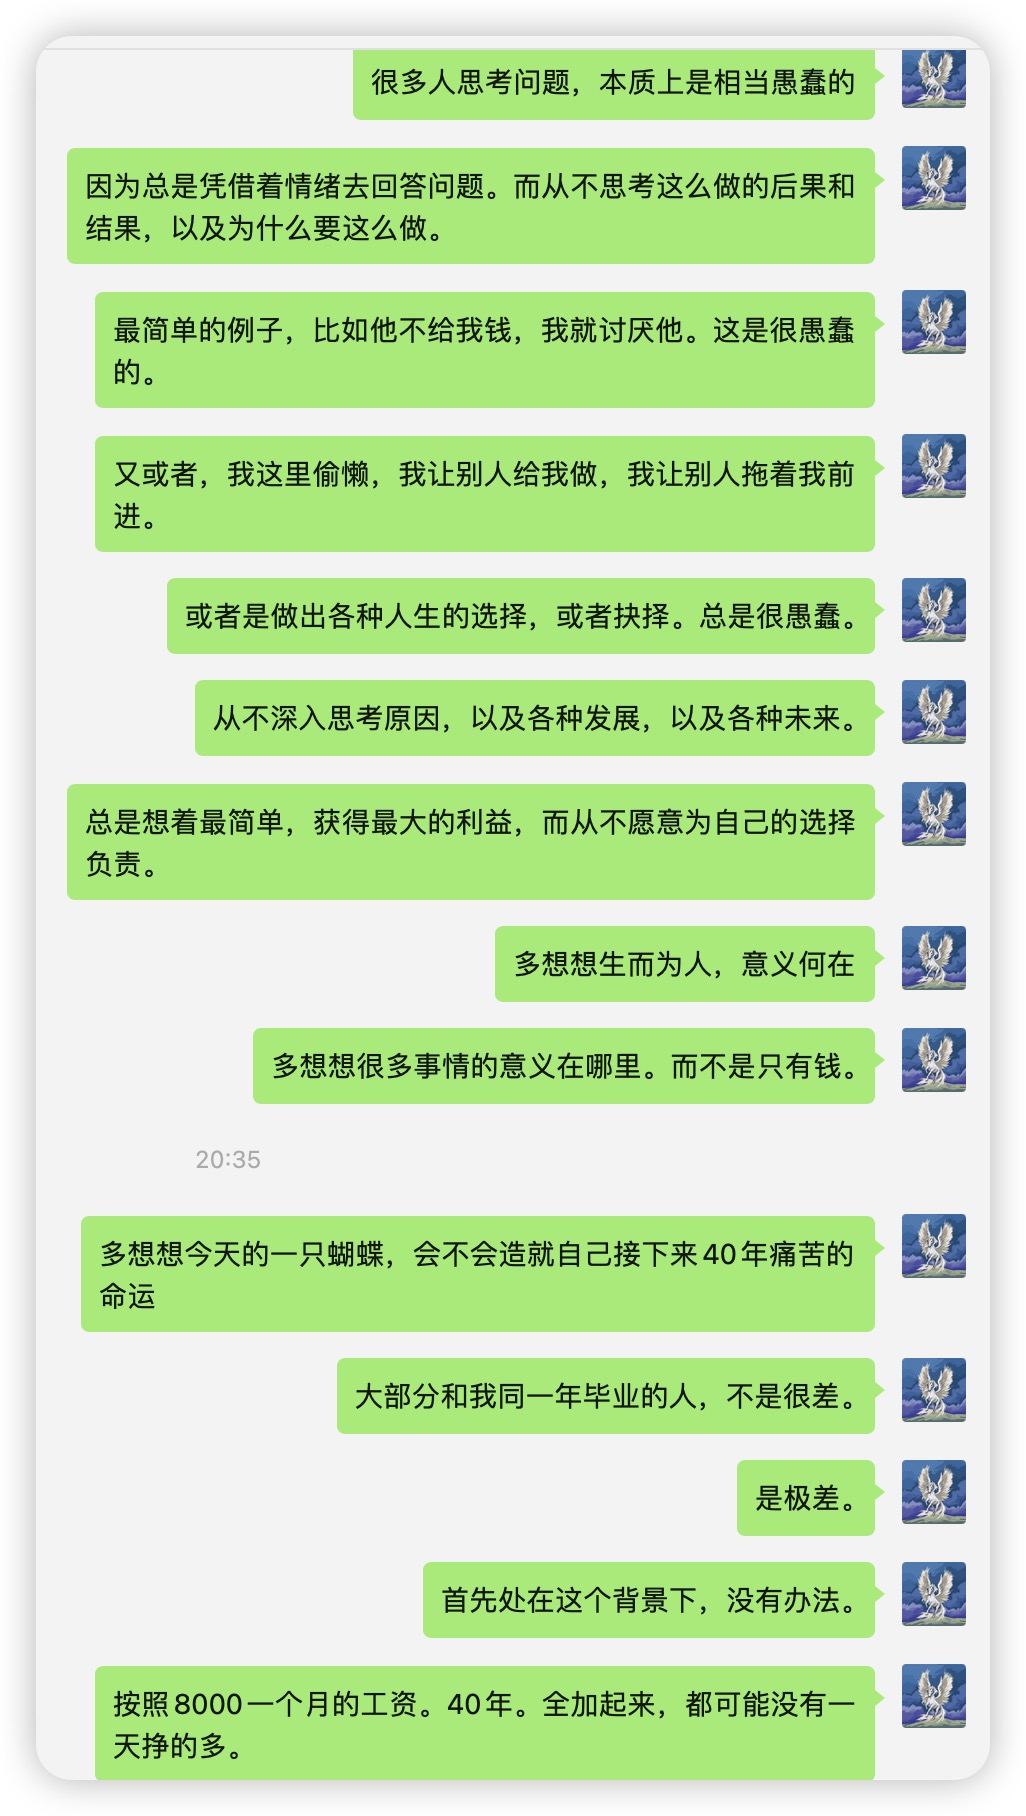 很多人思考问题，本质上是相当愚蠢的
因为总是凭借着情绪去回答问题。而从不思考这么做的后果和
结果，以及为什么要这么做。
最简单的例子，比如他不给我钱，我就讨厌他。这是很愚蠢
的。
又或者，我这里偷懒，我让别人给我做，我让别人拖着我前
进。
或者是做出各种人生的选择，或者抉择。总是很愚蠢。
从不深入思考原因，以及各种发展，以及各种未来。
总是想着最简单，获得最大的利益，而从不愿意为自己的选择
负责。
多想想生而为人，意义何在
多想想很多事情的意义在哪里。而不是只有钱。
20:35
多想想今天的一只蝴蝶，会不会造就自己接下来40年痛苦的
命运
大部分和我同一年毕业的人，不是很差。
是极差。
首先处在这个背景下，没有办法。
按照8000一个月的工资。40年。全加起来，都可能没有一
天挣的多。